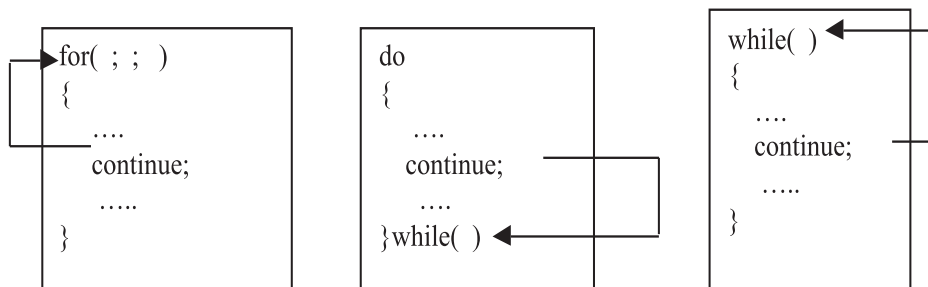 for( ; ; )
{
….
continue;
…..
}
do
{
….
continue;
….
}while( )
while( )
{
….
continue;
…..
}